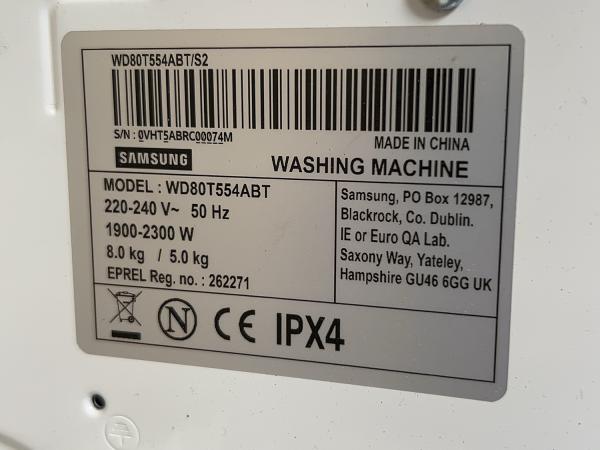 WD80T554ABT/S2
S/N : 0VHT5ABRC00074M
MADE IN CHINA
SAMSUNG
WASHING MACHINE
MODEL : WD80T554ABT
220-240 V~ 50 Hz
1900-2300 W
8.0 kg / 5.0 kg
EPREL Reg. no. : 262271
Samsung, PO Box 12987,
Blackrock, Co. Dublin.
IE or Euro QA Lab.
Saxony Way, Yateley,
Hampshire GU46 6GG UK
N CE IPX4